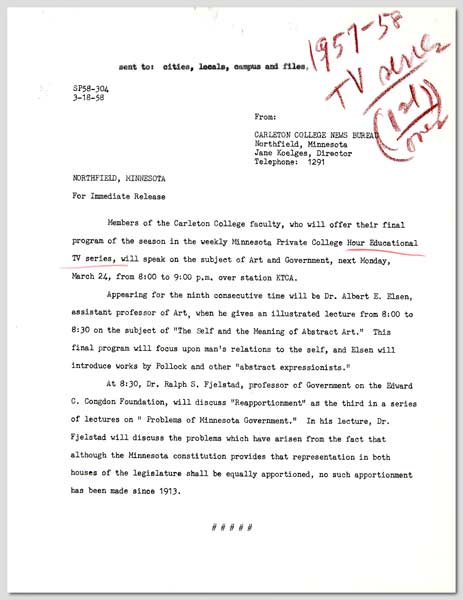 sent to: cities, locals, campus and files,
1957-58
TV series
(1st)
ones
SP58-304
3-18-58
From:
CARLETON COLLEGE NEWS BUREAU
Northfield, Minnesota
Jane Koelges, Director
Telephone: 1291
NORTHFIELD, MINNESOTA
For Immediate Release
Members of the Carleton College faculty, who will offer their final
program of the season in the weekly Minnesota Private College Hour Educational
TV series, will speak on the subject of Art and Government, next Monday,
March 24, from 8:00 to 9:00 p.m. over station KTCA.
Appearing for the ninth consecutive time will be Dr. Albert E. Elsen,
assistant professor of Art, when he gives an illustrated lecture from 8:00 to
8:30 on the subject of "The Self and the Meaning of Abstract Art." This
final program will focus upon man's relations to the self, and Elsen will
introduce works by Pollock and other "abstract expressionists."
At 8:30, Dr. Ralph S. Fjelstad, professor of Government on the Edward
C. Congdon Foundation, will discuss "Reapportionment" as the third in a series
of lectures on " Problems of Minnesota Government." In his lecture, Dr.
Fjelstad will discuss the problems which have arisen from the fact that
although the Minnesota constitution provides that representation in both
houses of the legislature shall be equally apportioned, no such apportionment
has been made since 1913.
# # # # #